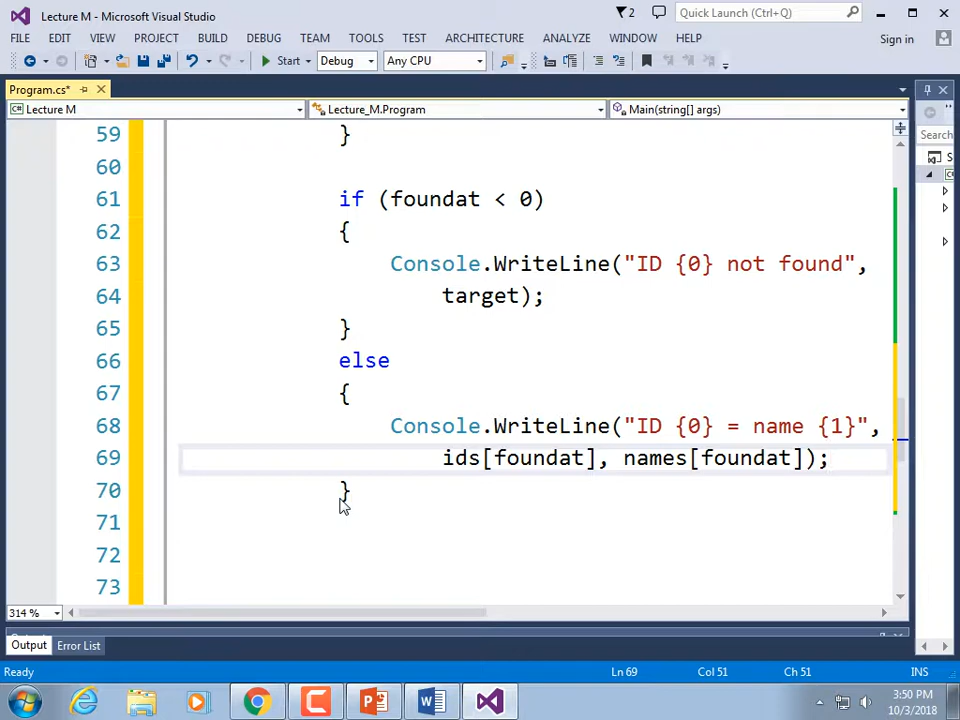 Lecture M - Microsoft Visual Studio
2
Quick Launch (Ctrl+Q)
FILE EDIT VIEW PROJECT BUILD DEBUG TEAM TOOLS TEST ARCHITECTURE ANALYZE WINDOW HELP
Sign in
Start Debug Any CPU
Program.cs*
Lecture M Lecture_M.Program Main(string[] args)
Search
59 }
60
61 if (foundat < 0)
62 {
63 Console.WriteLine("ID {0} not found",
64 target);
65 }
66 else
67 {
68 Console.WriteLine("ID {0} = name {1}",
69 ids[foundat], names[foundat]);
70 }
71
72
73
314 %
Output Error List
Ready Ln 69 Col 51 Ch 51 INS
3:50 PM
10/3/2018